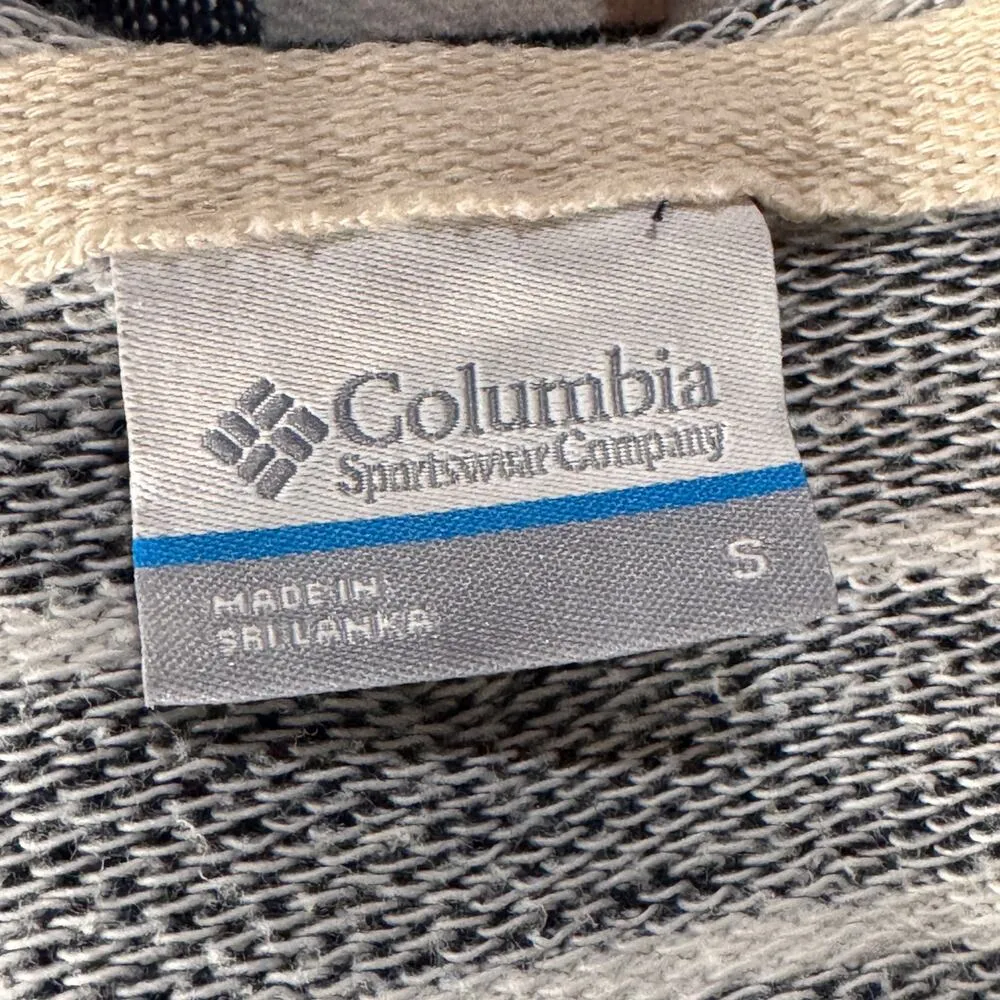 Columbia
Sportswear Company
S
MADE IN
SRI LANKA